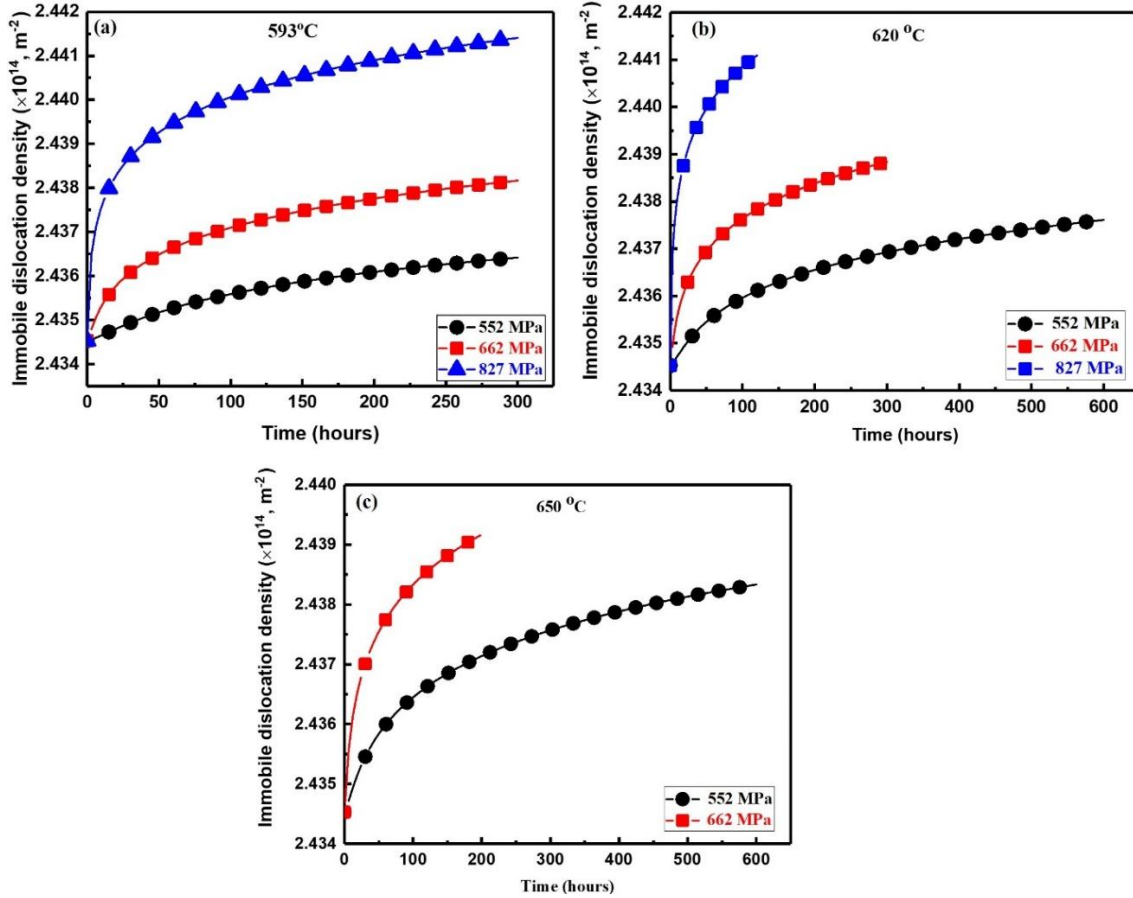 (a)
593°C
Immobile dislocation density (×10¹⁴, m⁻²)
2.442
2.441
2.440
2.439
2.438
2.437
2.436
2.435
2.434
0 50 100 150 200 250 300
Time (hours)
552 MPa
662 MPa
827 MPa
(b)
620 °C
Immobile dislocation density (×10¹⁴, m⁻²)
2.442
2.441
2.440
2.439
2.438
2.437
2.436
2.435
2.434
0 100 200 300 400 500 600
Time (hours)
552 MPa
662 MPa
827 MPa
(c)
650 °C
Immobile dislocation density (×10¹⁴, m⁻²)
2.440
2.439
2.438
2.437
2.436
2.435
2.434
0 100 200 300 400 500 600
Time (hours)
552 MPa
662 MPa